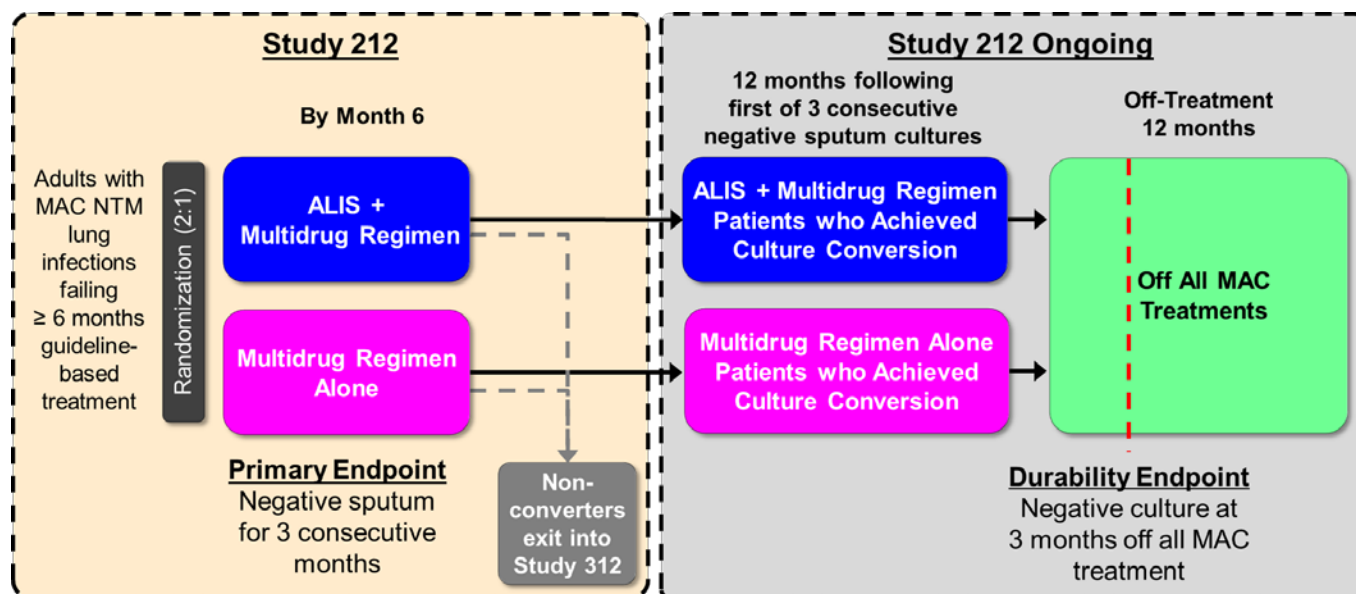 Study 212
By Month 6
Adults with
MAC NTM
lung
infections
failing
≥ 6 months
guideline-
based
treatment
Randomization (2:1)
ALIS +
Multidrug Regimen
Multidrug Regimen
Alone
Primary Endpoint
Negative sputum
for 3 consecutive
months
Non-
converters
exit into
Study 312
Study 212 Ongoing
12 months following
first of 3 consecutive
negative sputum cultures
Off-Treatment
12 months
ALIS + Multidrug Regimen
Patients who Achieved
Culture Conversion
Multidrug Regimen Alone
Patients who Achieved
Culture Conversion
Off All MAC
Treatments
Durability Endpoint
Negative culture at
3 months off all MAC
treatment